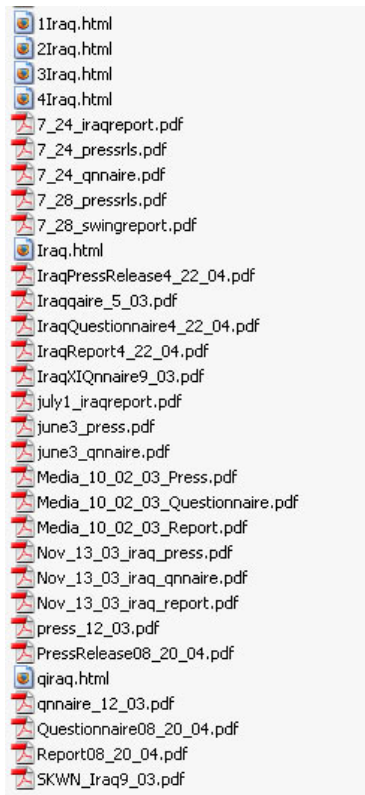 1Iraq.html
2Iraq.html
3Iraq.html
4Iraq.html
7_24_iraqreport.pdf
7_24_pressrls.pdf
7_24_qnnaire.pdf
7_28_pressrls.pdf
7_28_swingreport.pdf
Iraq.html
IraqPressRelease4_22_04.pdf
Iraqqaire_5_03.pdf
IraqQuestionnaire4_22_04.pdf
IraqReport4_22_04.pdf
IraqXIQnnaire9_03.pdf
july1_iraqreport.pdf
june3_press.pdf
june3_qnnaire.pdf
Media_10_02_03_Press.pdf
Media_10_02_03_Questionnaire.pdf
Media_10_02_03_Report.pdf
Nov_13_03_iraq_press.pdf
Nov_13_03_iraq_qnnaire.pdf
Nov_13_03_iraq_report.pdf
press_12_03.pdf
PressRelease08_20_04.pdf
qiraq.html
qnnaire_12_03.pdf
Questionnaire08_20_04.pdf
Report08_20_04.pdf
SKWN_Iraq9_03.pdf